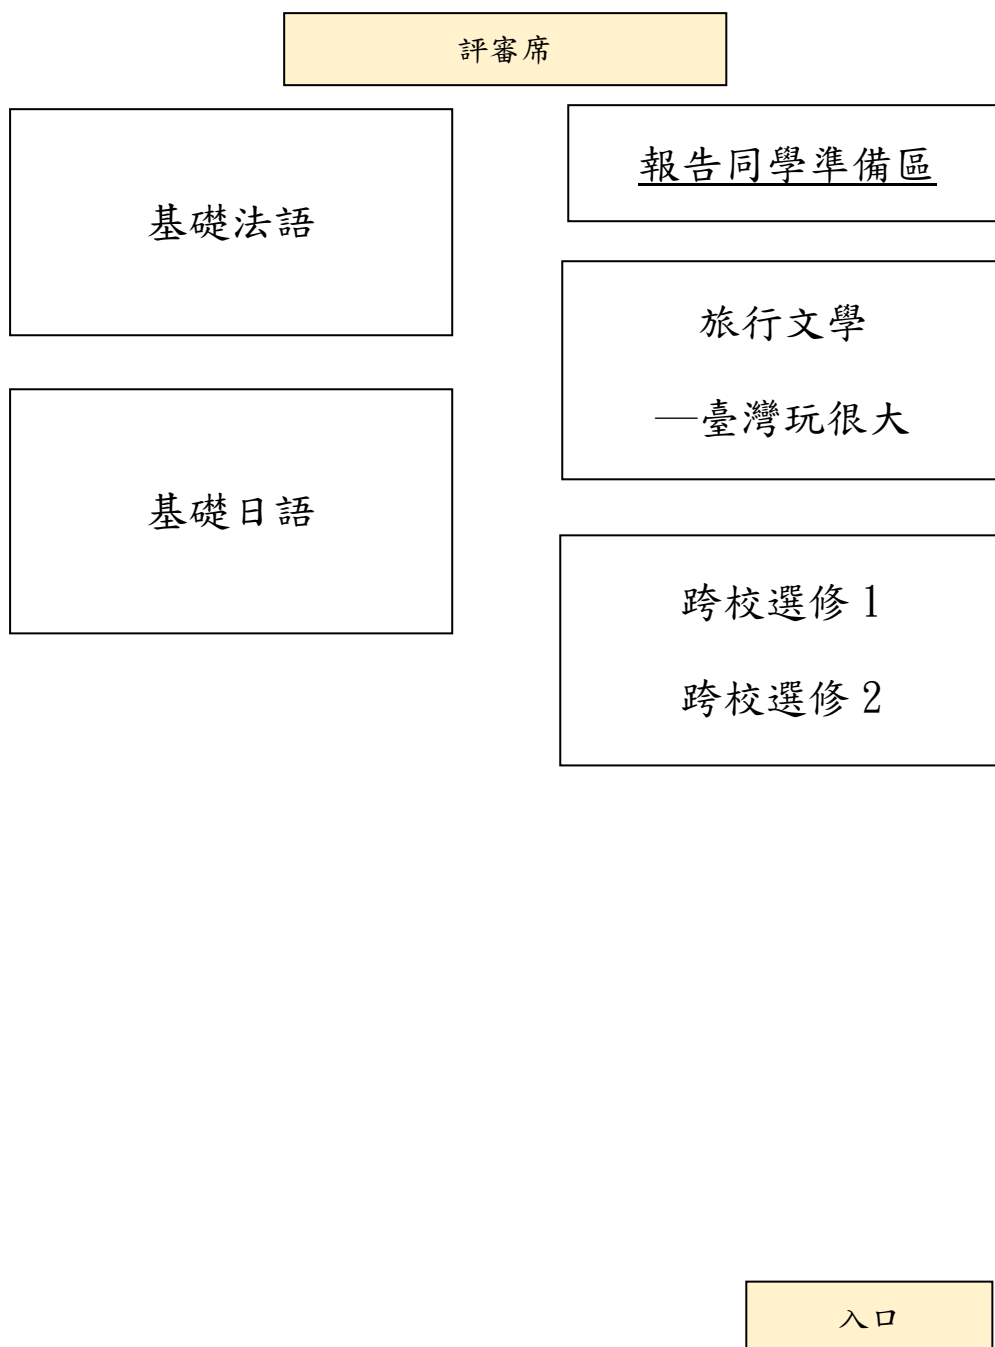 評審席
基礎法語
報告同學準備區
旅行文學
—臺灣玩很大
基礎日語
跨校選修 1
跨校選修 2
入口